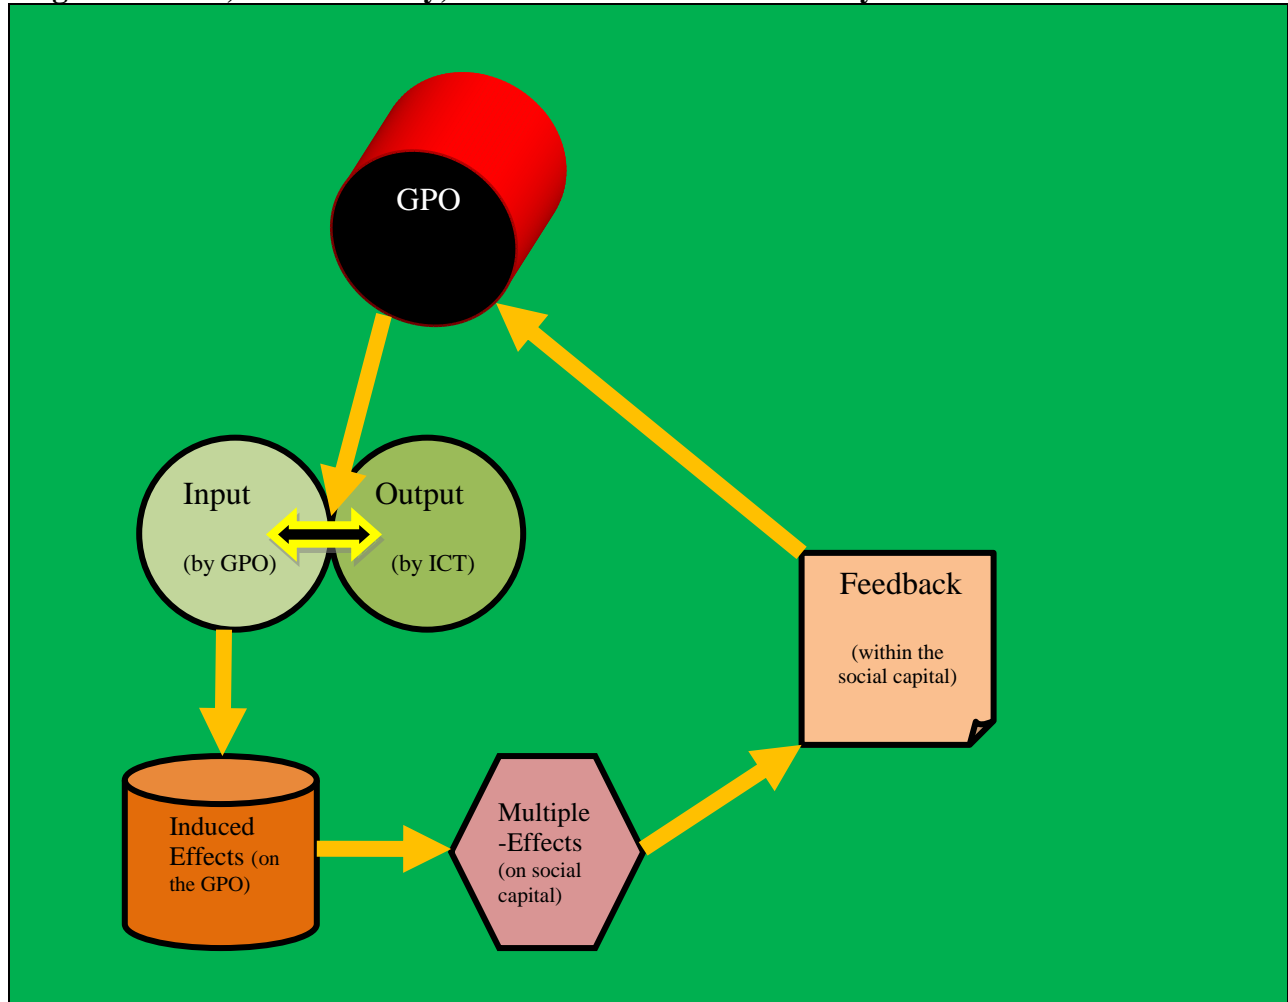 GPO
Input
(by GPO)
Output
(by ICT)
Feedback
(within the
social capital)
Induced
Effects (on
the GPO)
Multiple
-Effects
(on social
capital)